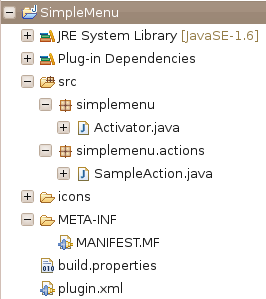 SimpleMenu
JRE System Library [JavaSE-1.6]
Plug-in Dependencies
src
simplemenu
Activator.java
simplemenu.actions
SampleAction.java
icons
META-INF
MANIFEST.MF
build.properties
plugin.xml